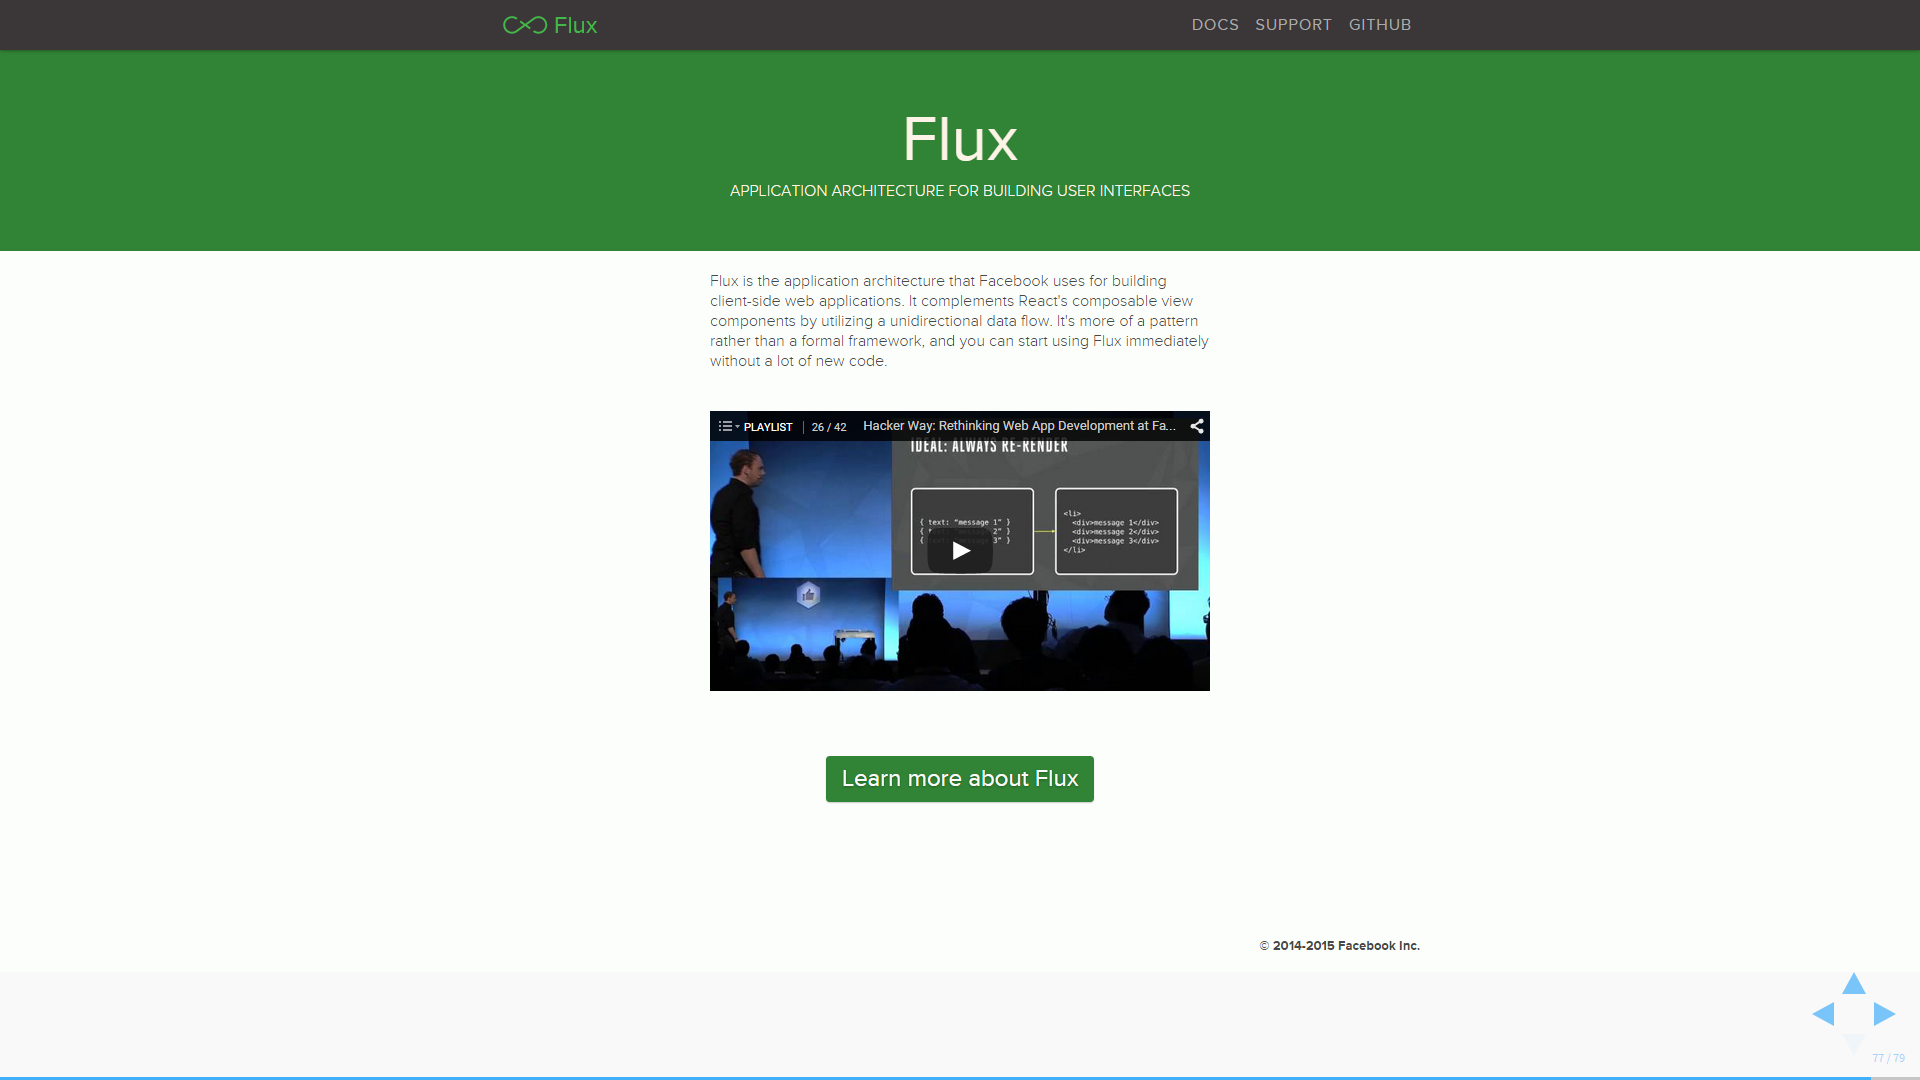 Flux
DOCS SUPPORT GITHUB
Flux
APPLICATION ARCHITECTURE FOR BUILDING USER INTERFACES
Flux is the application architecture that Facebook uses for building
client-side web applications. It complements React's composable view
components by utilizing a unidirectional data flow. It's more of a pattern
rather than a formal framework, and you can start using Flux immediately
without a lot of new code.
PLAYLIST 26 / 42 Hacker Way: Rethinking Web App Development at Fa...
IDEAL: ALWAYS RE-RENDER
{ text: "message 1" }
{ 2" }
{ 3" }
<li>
<div>message 1</div>
<div>message 2</div>
<div>message 3</div>
</li>
Learn more about Flux
© 2014-2015 Facebook Inc.
77 / 79